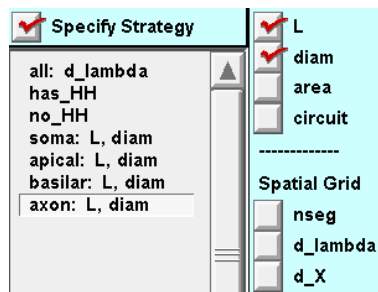 Specify Strategy
all: d_lambda
has_HH
no_HH
soma: L, diam
apical: L, diam
basilar: L, diam
axon: L, diam
L
diam
area
circuit
-------------
Spatial Grid
nseg
d_lambda
d_X